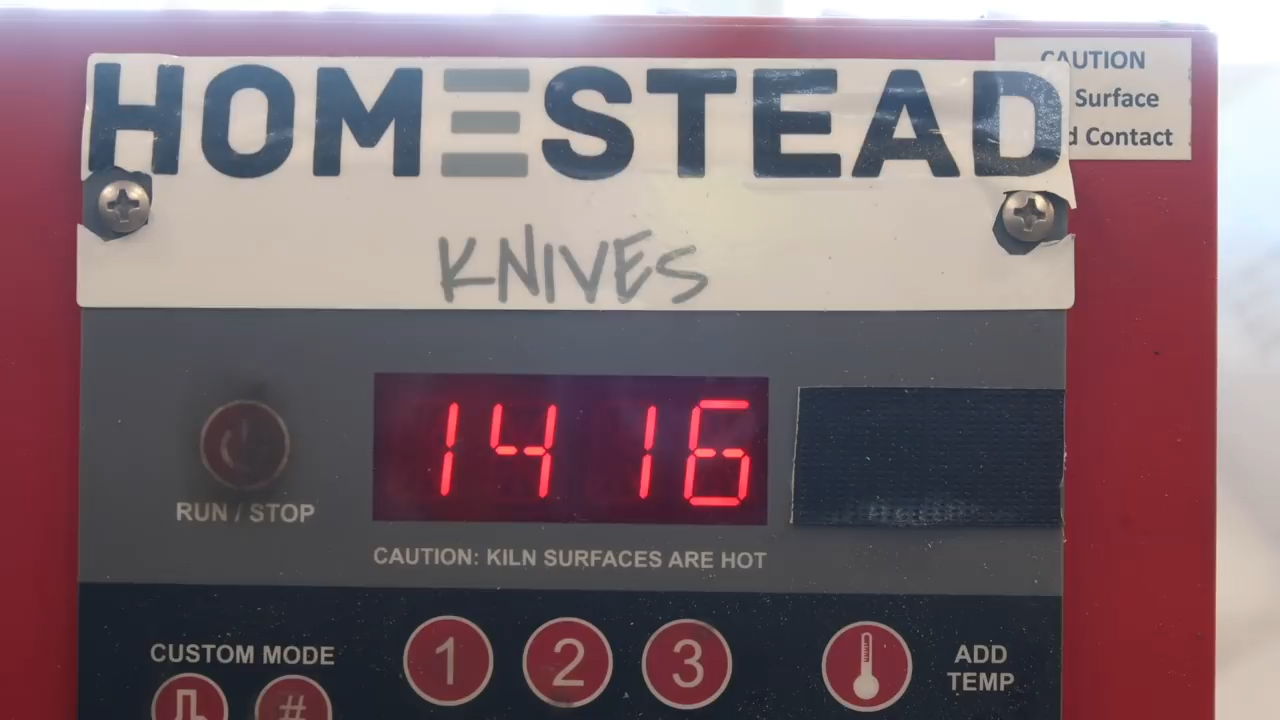 HOMESTEAD
KNIVES
CAUTION
Surface
Contact
1416
RUN / STOP
CAUTION: KILN SURFACES ARE HOT
CUSTOM MODE
1 2 3
ADD
TEMP
#